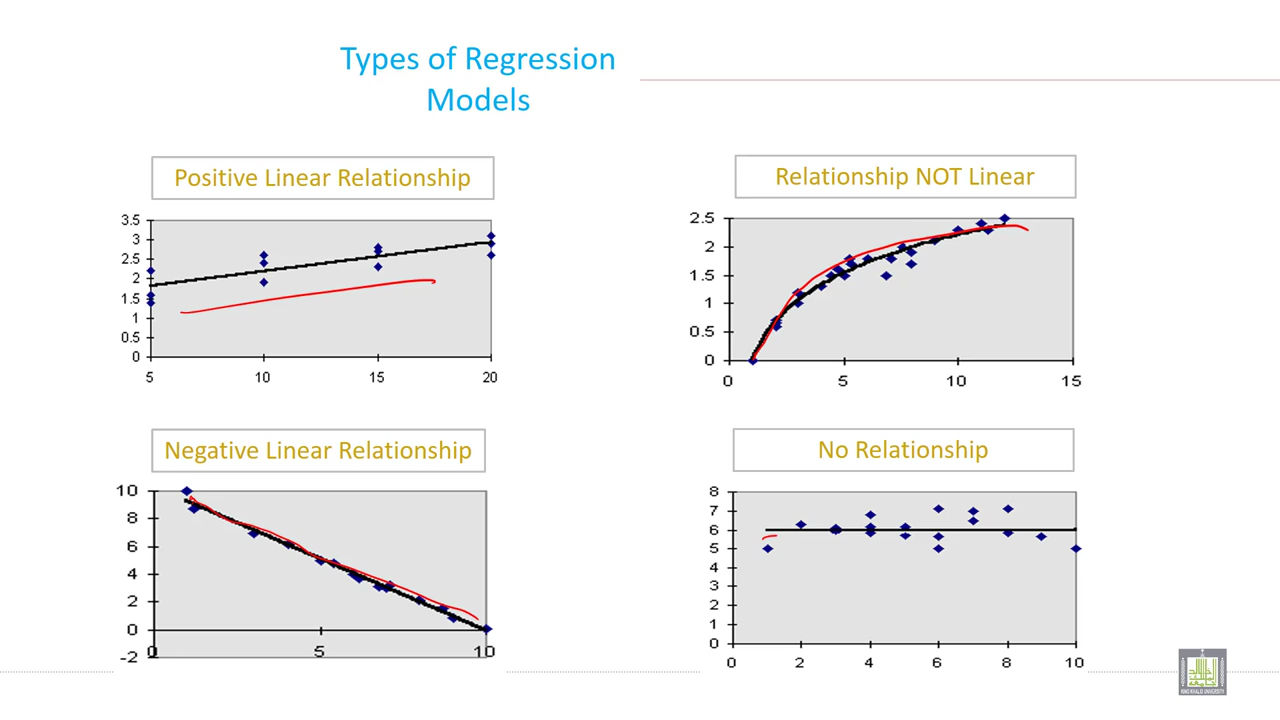 Types of Regression
Models
Positive Linear Relationship
3.5
3
2.5
2
1.5
1
0.5
0
5 10 15 20
Relationship NOT Linear
2.5
2
1.5
1
0.5
0
0 5 10 15
Negative Linear Relationship
10
8
6
4
2
0
-2
0 5 10
No Relationship
8
7
6
5
4
3
2
1
0
0 2 4 6 8 10
KING KHALID UNIVERSITY